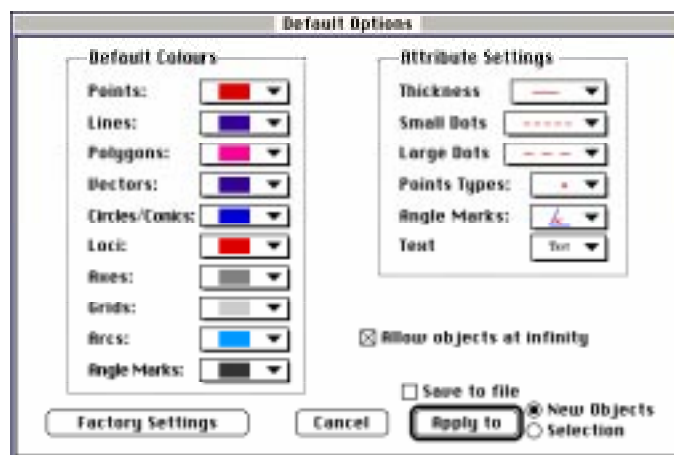 Default Options
Default Colours
Points:
Lines:
Polygons:
Vectors:
Circles/Conics:
Loci:
Axes:
Grids:
Arcs:
Angle Marks:
Attribute Settings
Thickness
Small Dots
Large Dots
Points Types:
Angle Marks:
Text
Text
Allow objects at infinity
Save to file
Factory Settings
Cancel
Apply to
New Objects
Selection